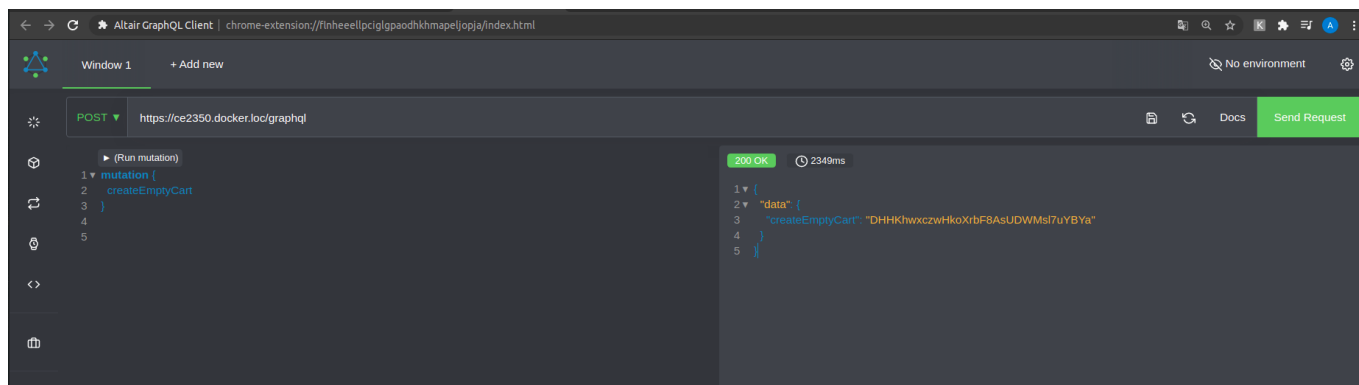 Altair GraphQL Client | chrome-extension://flnheeellpciglgpaodhkhmapeljopja/index.html
K
A
Window 1 + Add new No environment
POST ▼ https://ce2350.docker.loc/graphql Docs Send Request
► (Run mutation)
1 ▾ mutation {
2 createEmptyCart
3 }
4
5
200 OK 2349ms
1 ▾ {
2 ▾ "data": {
3 "createEmptyCart": "DHHKhwxczwHkoXrbF8AsUDWMsl7uYBYa"
4 }
5 }